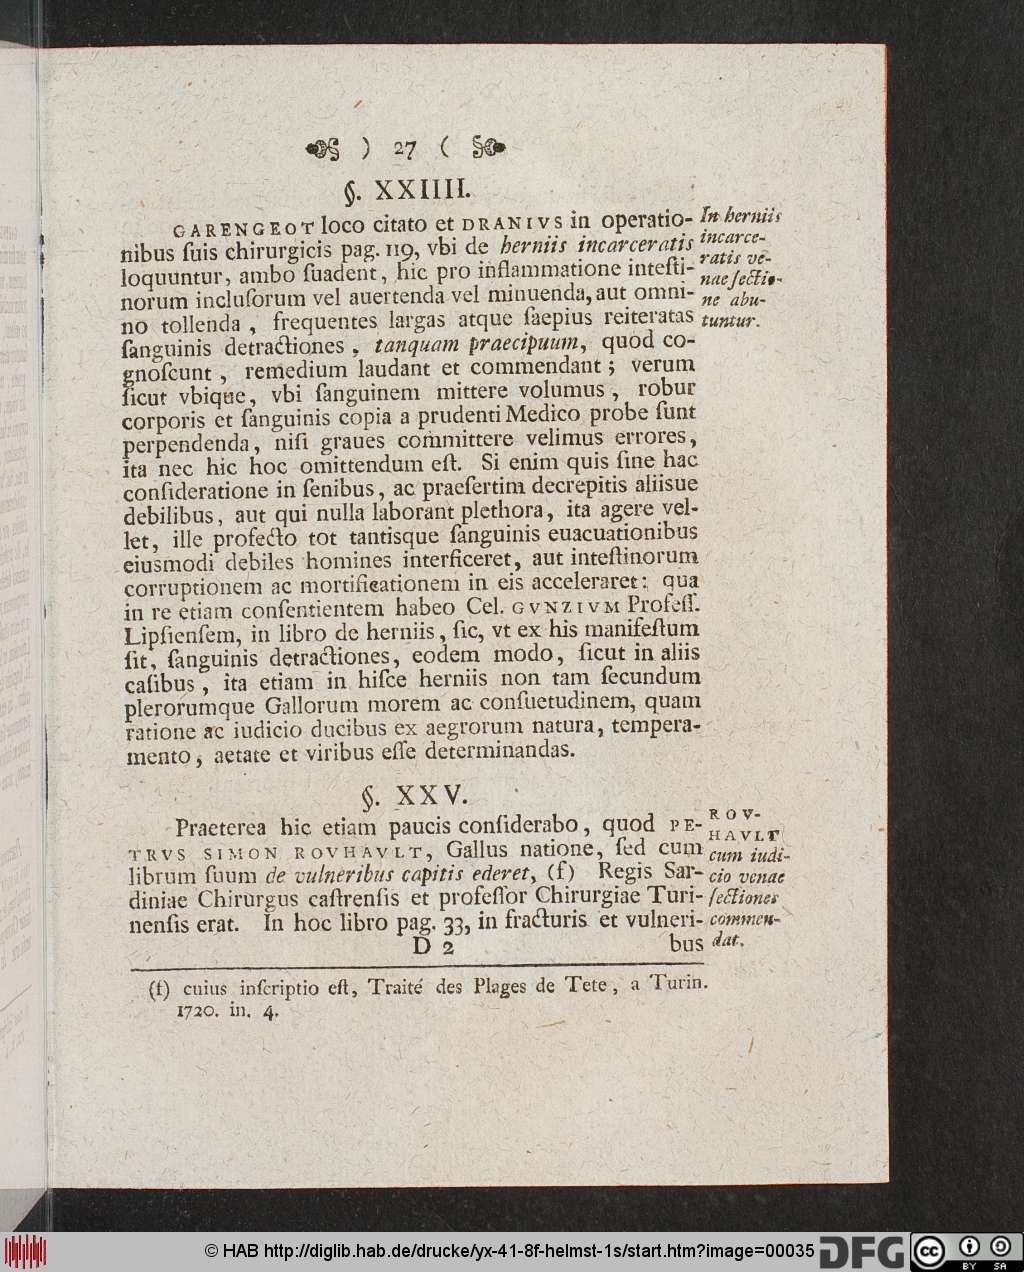 ) 27 (
§. XXIIII.
GARENGEOT loco citato et DRANIVS in operatio-
nibus ſuis chirurgicis pag. 119, vbi de herniis incarceratis
loquuntur, ambo ſuadent, hic pro inflammatione inteſti-
norum incluſorum vel auertenda vel minuenda, aut omni-
no tollenda, frequentes largas atque ſaepius reiteratas
ſanguinis detractiones, tanquam praecipuum, quod co-
gnoſcunt, remedium laudant et commendant; verum
ſicut vbique, vbi ſanguinem mittere volumus, robur
corporis et ſanguinis copia a prudenti Medico probe ſunt
perpendenda, niſi graues committere velimus errores,
ita nec hic hoc omittendum eſt. Si enim quis ſine hac
conſideratione in ſenibus, ac praeſertim decrepitis aliisue
debilibus, aut qui nulla laborant plethora, ita agere vel-
let, ille profecto tot tantisque ſanguinis euacuationibus
eiusmodi debiles homines interficeret, aut inteſtinorum
corruptionem ac mortificationem in eis acceleraret: qua
in re etiam conſentientem habeo Cel. GVNZIVM Profeſſ.
Lipſienſem, in libro de herniis, ſic, vt ex his manifeſtum
ſit, ſanguinis detractiones, eodem modo, ſicut in aliis
caſibus, ita etiam in hiſce herniis non tam ſecundum
plerorumque Gallorum morem ac conſuetudinem, quam
ratione ac iudicio ducibus ex aegrorum natura, tempera-
mento, aetate et viribus eſſe determinandas.
In herniis
incarce-
ratis ve-
nae ſectio-
ne abu-
tuntur.
§. XXV.
Praeterea hic etiam paucis conſiderabo, quod PE-
TRVS SIMON ROVHAVLT, Gallus natione, ſed cum
librum ſuum de vulneribus capitis ederet, (f) Regis Sar-
diniae Chirurgus caſtrenſis et profeſſor Chirurgiae Turi-
nenſis erat. In hoc libro pag. 33, in fracturis et vulneri-
D 2 bus
ROV-
HAVLT
cum iudi-
cio venae
ſectiones
commen-
dat.
(f) cuius inſcriptio eſt, Traité des Plages de Tete, a Turin.
1720. in. 4.
© HAB http://diglib.hab.de/drucke/yx-41-8f-helmst-1s/start.htm?image=00035
DFG
cc BY SA